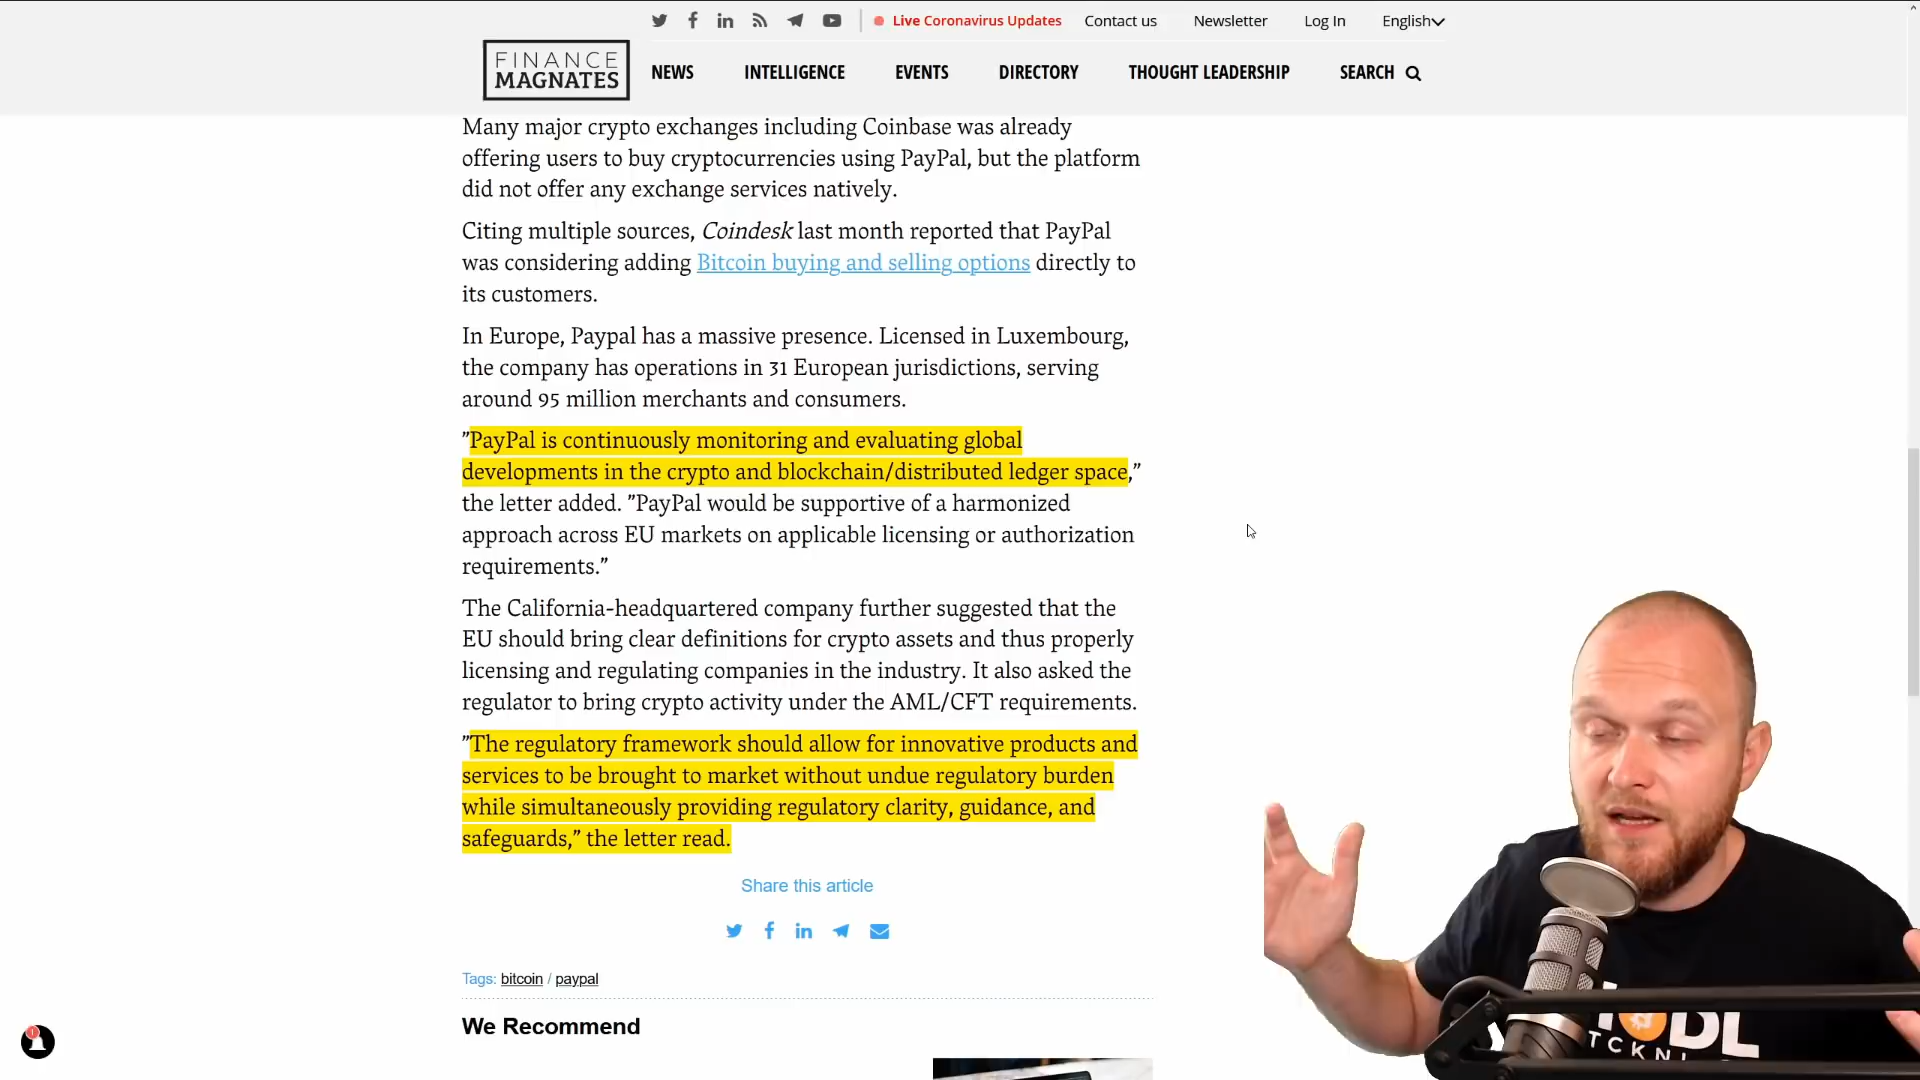 Live Coronavirus Updates
Contact us
Newsletter
Log In
English
FINANCE
MAGNATES
NEWS
INTELLIGENCE
EVENTS
DIRECTORY
THOUGHT LEADERSHIP
SEARCH
Many major crypto exchanges including Coinbase was already
offering users to buy cryptocurrencies using PayPal, but the platform
did not offer any exchange services natively.
Citing multiple sources, Coindesk last month reported that PayPal
was considering adding Bitcoin buying and selling options directly to
its customers.
In Europe, Paypal has a massive presence. Licensed in Luxembourg,
the company has operations in 31 European jurisdictions, serving
around 95 million merchants and consumers.
”PayPal is continuously monitoring and evaluating global
developments in the crypto and blockchain/distributed ledger space,”
the letter added. ”PayPal would be supportive of a harmonized
approach across EU markets on applicable licensing or authorization
requirements.”
The California-headquartered company further suggested that the
EU should bring clear definitions for crypto assets and thus properly
licensing and regulating companies in the industry. It also asked the
regulator to bring crypto activity under the AML/CFT requirements.
”The regulatory framework should allow for innovative products and
services to be brought to market without undue regulatory burden
while simultaneously providing regulatory clarity, guidance, and
safeguards,” the letter read.
Share this article
Tags: bitcoin / paypal
We Recommend